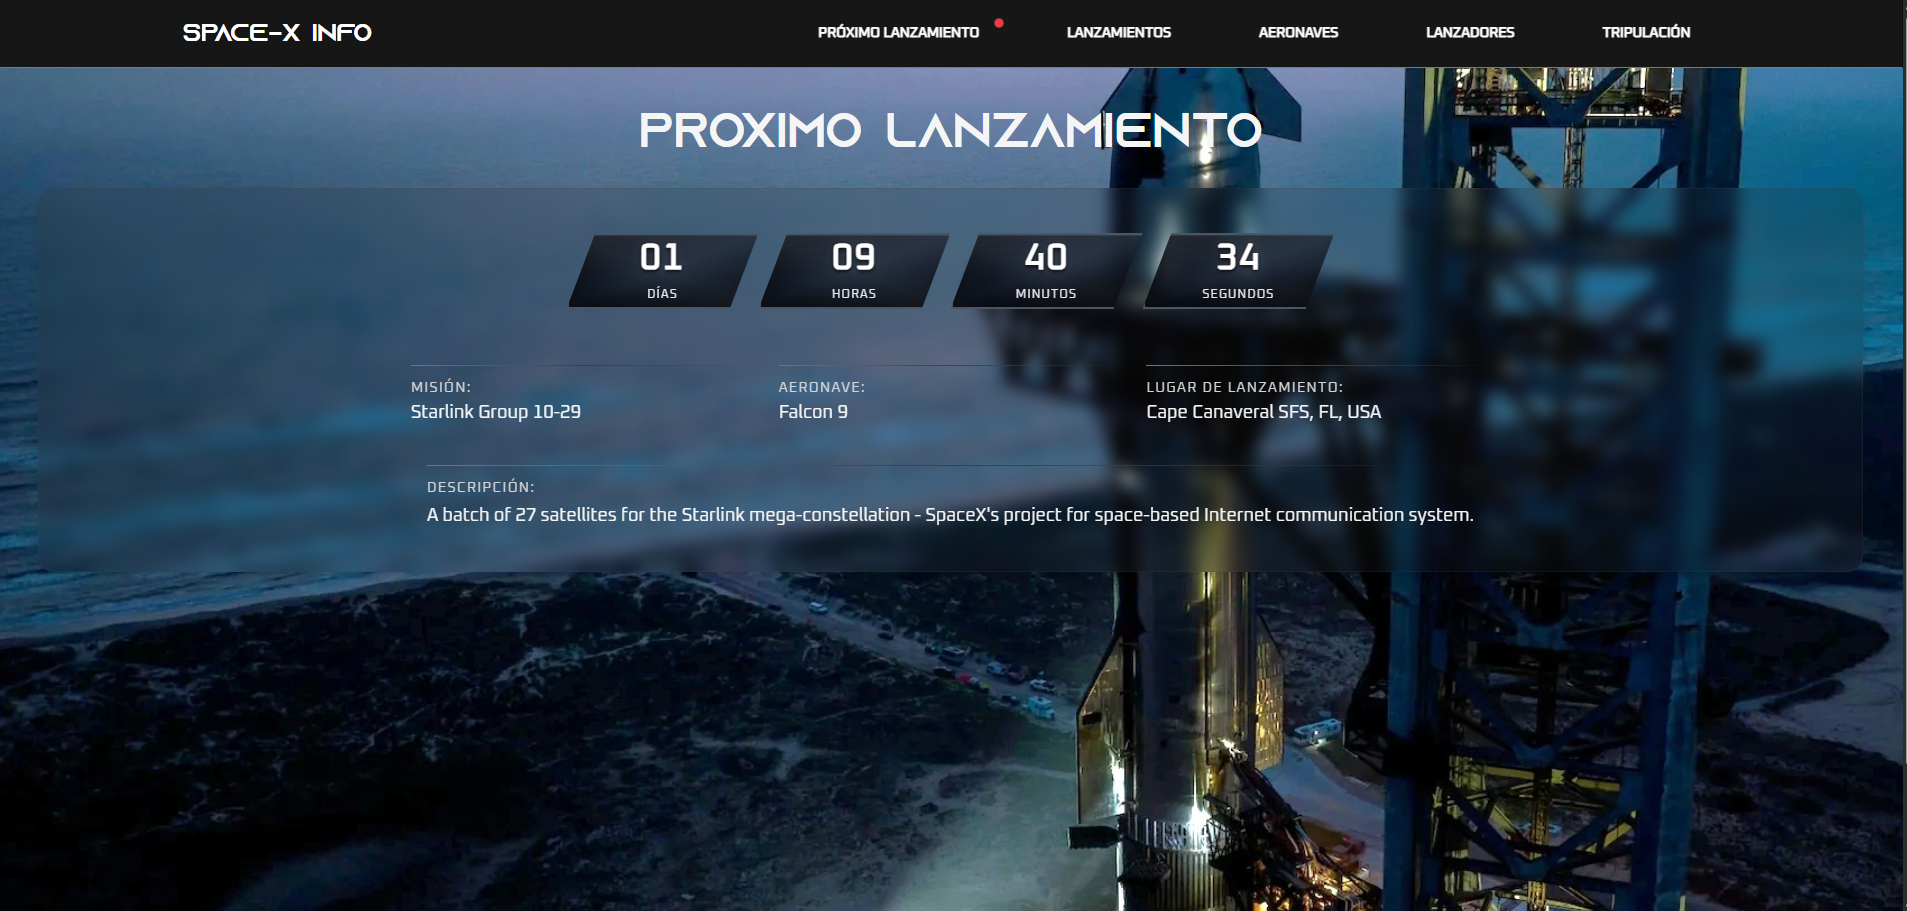 SPACE-X INFO
PRÓXIMO LANZAMIENTO
LANZAMIENTOS
AERONAVES
LANZADORES
TRIPULACIÓN
PROXIMO LANZAMIENTO
01
DÍAS
09
HORAS
40
MINUTOS
34
SEGUNDOS
MISIÓN:
Starlink Group 10-29
AERONAVE:
Falcon 9
LUGAR DE LANZAMIENTO:
Cape Canaveral SFS, FL, USA
DESCRIPCIÓN:
A batch of 27 satellites for the Starlink mega-constellation - SpaceX's project for space-based Internet communication system.